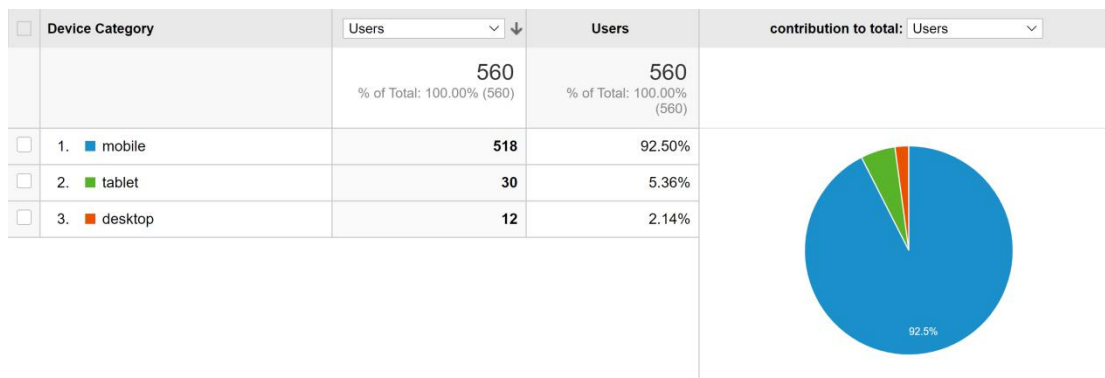 Device Category Users Users contribution to total: Users
560 560
% of Total: 100.00% (560) % of Total: 100.00%
(560)
1. mobile 518 92.50%
2. tablet 30 5.36%
3. desktop 12 2.14%
92.5%